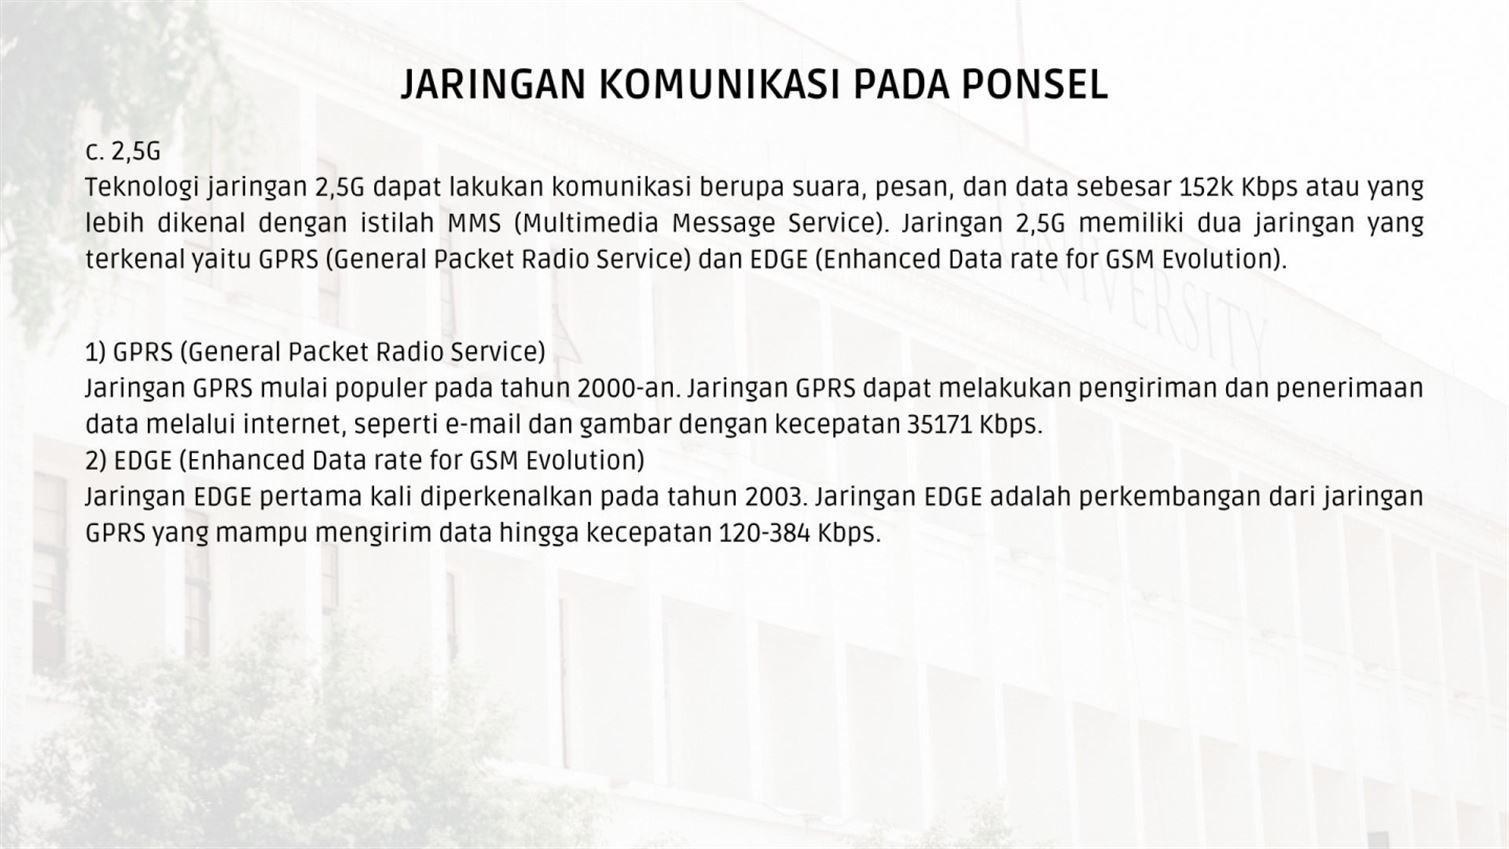 JARINGAN KOMUNIKASI PADA PONSEL
c. 2,5G
Teknologi jaringan 2,5G dapat lakukan komunikasi berupa suara, pesan, dan data sebesar 152k Kbps atau yang
lebih dikenal dengan istilah MMS (Multimedia Message Service). Jaringan 2,5G memiliki dua jaringan yang
terkenal yaitu GPRS (General Packet Radio Service) dan EDGE (Enhanced Data rate for GSM Evolution).
UNIVERSITY
1) GPRS (General Packet Radio Service)
Jaringan GPRS mulai populer pada tahun 2000-an. Jaringan GPRS dapat melakukan pengiriman dan penerimaan
data melalui internet, seperti e-mail dan gambar dengan kecepatan 35171 Kbps.
2) EDGE (Enhanced Data rate for GSM Evolution)
Jaringan EDGE pertama kali diperkenalkan pada tahun 2003. Jaringan EDGE adalah perkembangan dari jaringan
GPRS yang mampu mengirim data hingga kecepatan 120-384 Kbps.